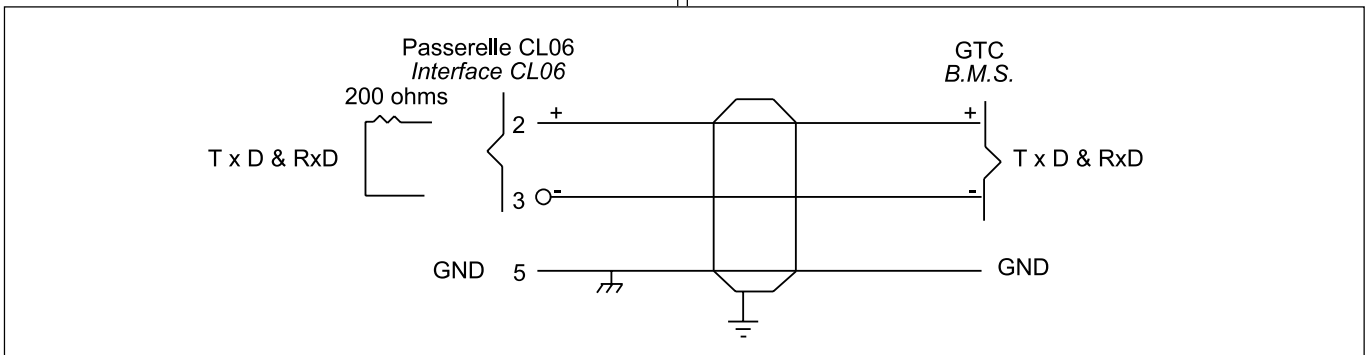 Passerelle CL06
Interface CL06
GTC
B.M.S.
200 ohms
2 + +
T x D & RxD T x D & RxD
3 - -
GND 5 GND